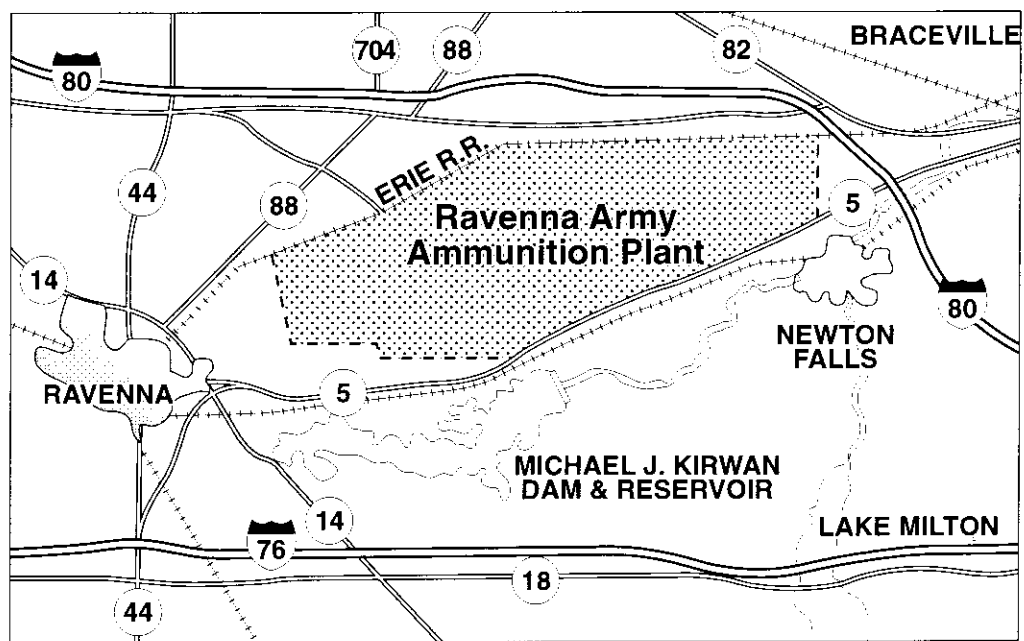 704
88
82
BRACEVILLE
80
44
88
ERIE R.R.
5
Ravenna Army
Ammunition Plant
14
80
NEWTON
FALLS
RAVENNA
5
MICHAEL J. KIRWAN
DAM & RESERVOIR
14
76
LAKE MILTON
18
44